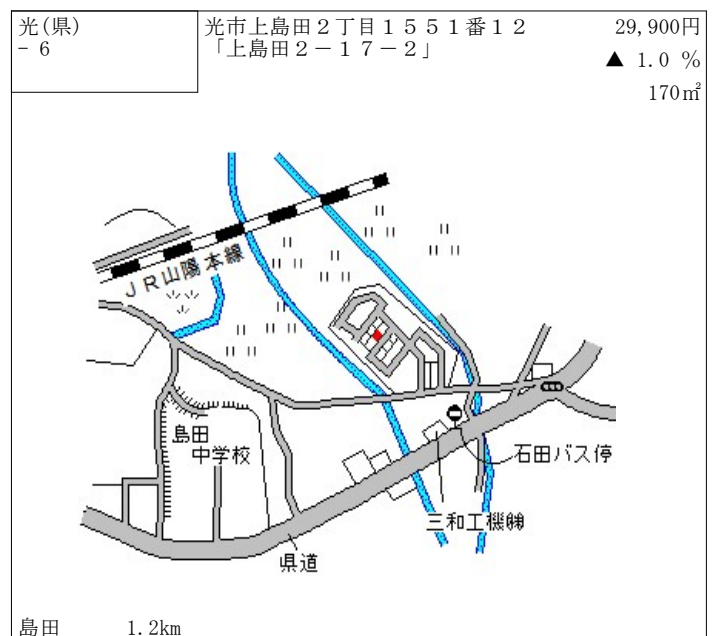 光(県)
－６
光市上島田２丁目１５５１番１２
「上島田２－１７－２」
29,900円
▲ 1.0 %
170㎡
ＪＲ山陽本線
島田
中学校
石田バス停
三和工機㈱
県道
島田 1.2km